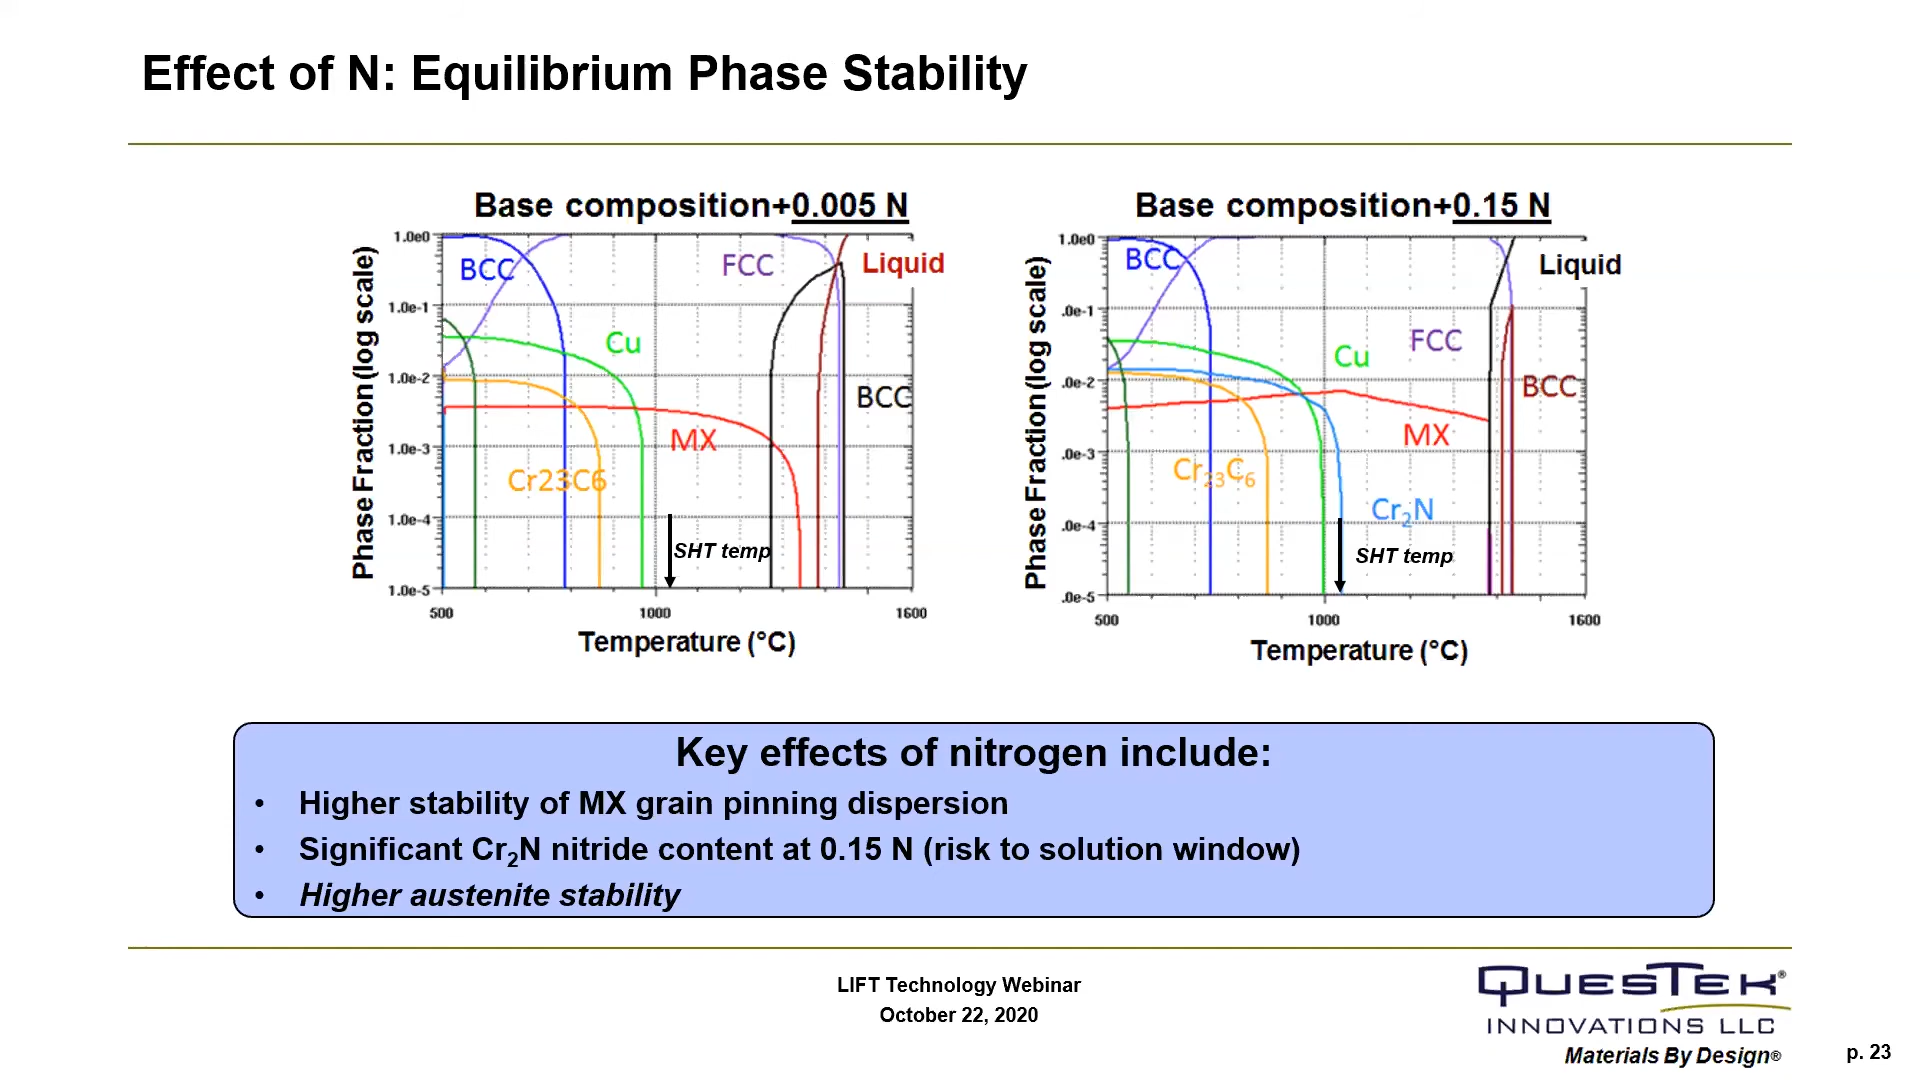 Effect of N: Equilibrium Phase Stability
Base composition+0.005 N
Phase Fraction (log scale)
1.0e0
1.0e-1
1.0e-2
1.0e-3
1.0e-4
1.0e-5
BCC
FCC
Liquid
Cu
BCC
MX
Cr23C6
SHT temp
500
1000
1600
Temperature (°C)
Base composition+0.15 N
Phase Fraction (log scale)
1.0e0
.0e-1
.0e-2
.0e-3
.0e-4
.0e-5
BCC
Liquid
FCC
Cu
BCC
MX
Cr₂₃C₆
Cr₂N
SHT temp
500
1000
1600
Temperature (°C)
Key effects of nitrogen include:
• Higher stability of MX grain pinning dispersion
• Significant Cr₂N nitride content at 0.15 N (risk to solution window)
• Higher austenite stability
LIFT Technology Webinar
October 22, 2020
QUESTEK®
INNOVATIONS LLC
Materials By Design®
p. 23